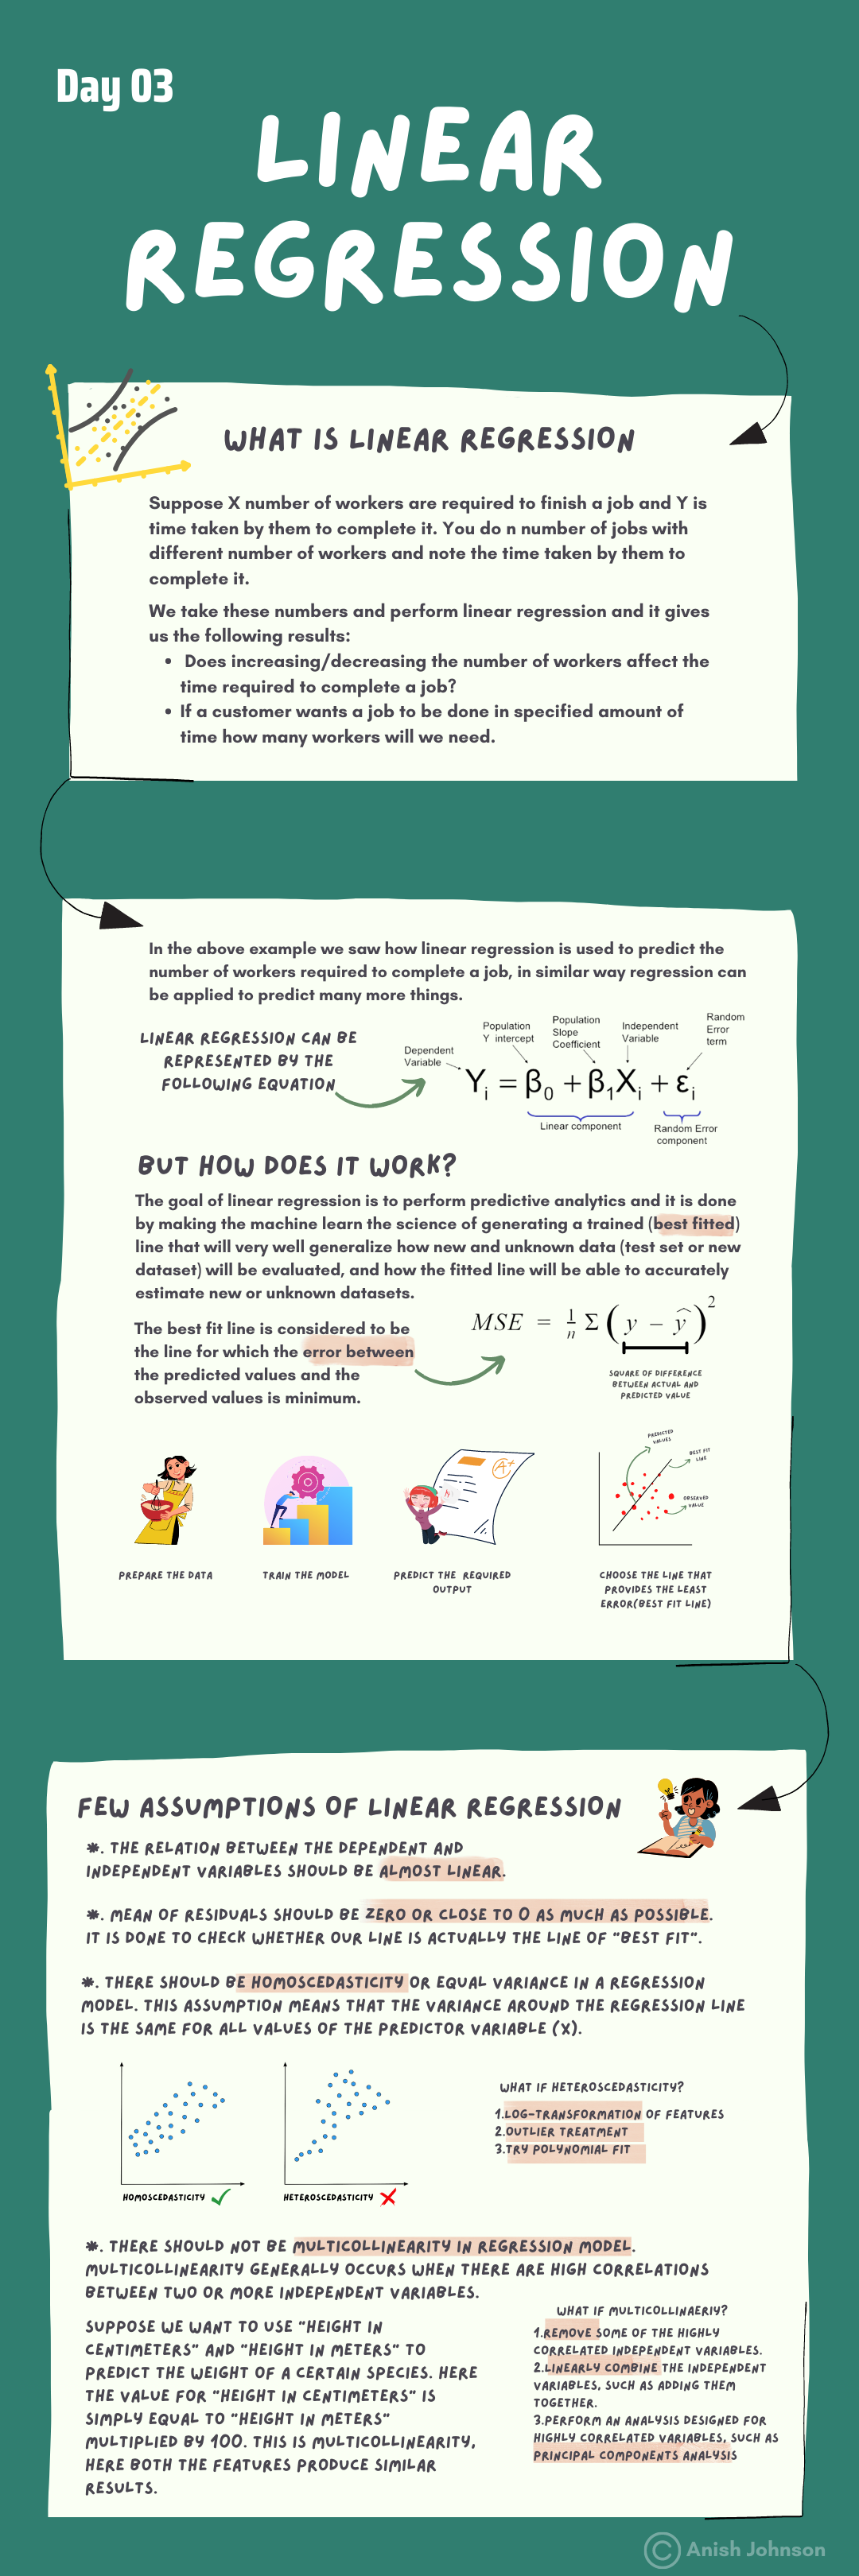 Day 03
LINEAR
REGRESSION
WHAT IS LINEAR REGRESSION
Suppose X number of workers are required to finish a job and Y is
time taken by them to complete it. You do n number of jobs with
different number of workers and note the time taken by them to
complete it.
We take these numbers and perform linear regression and it gives
us the following results:
• Does increasing/decreasing the number of workers affect the
time required to complete a job?
• If a customer wants a job to be done in specified amount of
time how many workers will we need.
In the above example we saw how linear regression is used to predict the
number of workers required to complete a job, in similar way regression can
be applied to predict many more things.
LINEAR REGRESSION CAN BE
REPRESENTED BY THE
FOLLOWING EQUATION
Dependent
Variable
Population
Y intercept
Population
Slope
Coefficient
Independent
Variable
Random
Error
term
Yi = β0 + β1Xi + εi
Linear component
Random Error
component
BUT HOW DOES IT WORK?
The goal of linear regression is to perform predictive analytics and it is done
by making the machine learn the science of generating a trained (best fitted)
line that will very well generalize how new and unknown data (test set or new
dataset) will be evaluated, and how the fitted line will be able to accurately
estimate new or unknown datasets.
The best fit line is considered to be
the line for which the error between
the predicted values and the
observed values is minimum.
MSE = 1/n Σ (y − ŷ)²
SQUARE OF DIFFERENCE
BETWEEN ACTUAL AND
PREDICTED VALUE
A+
PREDICTED
VALUES
BEST FIT
LINE
OBSERVED
VALUE
PREPARE THE DATA
TRAIN THE MODEL
PREDICT THE REQUIRED
OUTPUT
CHOOSE THE LINE THAT
PROVIDES THE LEAST
ERROR(BEST FIT LINE)
FEW ASSUMPTIONS OF LINEAR REGRESSION
*. THE RELATION BETWEEN THE DEPENDENT AND
INDEPENDENT VARIABLES SHOULD BE ALMOST LINEAR.
*. MEAN OF RESIDUALS SHOULD BE ZERO OR CLOSE TO 0 AS MUCH AS POSSIBLE.
IT IS DONE TO CHECK WHETHER OUR LINE IS ACTUALLY THE LINE OF "BEST FIT".
*. THERE SHOULD BE HOMOSCEDASTICITY OR EQUAL VARIANCE IN A REGRESSION
MODEL. THIS ASSUMPTION MEANS THAT THE VARIANCE AROUND THE REGRESSION LINE
IS THE SAME FOR ALL VALUES OF THE PREDICTOR VARIABLE (X).
HOMOSCEDASTICITY
HETEROSCEDASTICITY
WHAT IF HETEROSCEDASTICITY?
1.LOG-TRANSFORMATION OF FEATURES
2.OUTLIER TREATMENT
3.TRY POLYNOMIAL FIT
*. THERE SHOULD NOT BE MULTICOLLINEARITY IN REGRESSION MODEL.
MULTICOLLINEARITY GENERALLY OCCURS WHEN THERE ARE HIGH CORRELATIONS
BETWEEN TWO OR MORE INDEPENDENT VARIABLES.
SUPPOSE WE WANT TO USE "HEIGHT IN
CENTIMETERS" AND "HEIGHT IN METERS" TO
PREDICT THE WEIGHT OF A CERTAIN SPECIES. HERE
THE VALUE FOR "HEIGHT IN CENTIMETERS" IS
SIMPLY EQUAL TO "HEIGHT IN METERS"
MULTIPLIED BY 100. THIS IS MULTICOLLINEARITY,
HERE BOTH THE FEATURES PRODUCE SIMILAR
RESULTS.
WHAT IF MULTICOLLINAERIY?
1.REMOVE SOME OF THE HIGHLY
CORRELATED INDEPENDENT VARIABLES.
2.LINEARLY COMBINE THE INDEPENDENT
VARIABLES, SUCH AS ADDING THEM
TOGETHER.
3.PERFORM AN ANALYSIS DESIGNED FOR
HIGHLY CORRELATED VARIABLES, SUCH AS
PRINCIPAL COMPONENTS ANALYSIS
© Anish Johnson